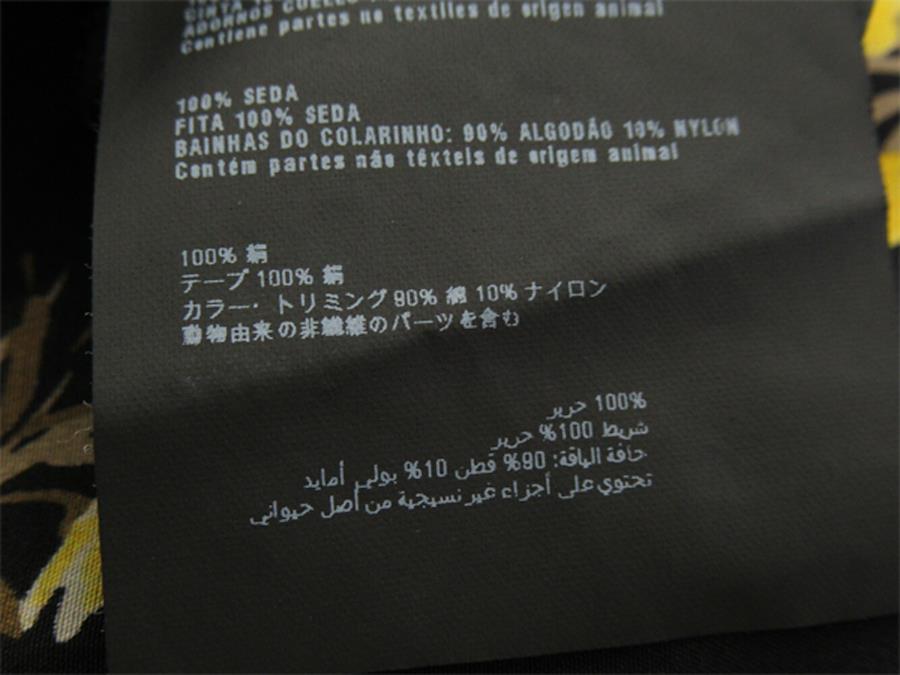 CINTA
ADORNOS CUELLO
Contiene partes no textiles de origen animal
100% SEDA
FITA 100% SEDA
BAINHAS DO COLARINHO: 90% ALGODÃO 10% NYLON
Contém partes não têxteis de origem animal
100% 絹
テープ 100% 絹
カラー・トリミング 90% 綿 10% ナイロン
動物由来の非繊維のパーツを含む
100% حرير
شريط 100% حرير
حافة الياقة: 90% قطن 10% بولي أمايد
تحتوي على أجزاء غير نسيجية من أصل حيواني